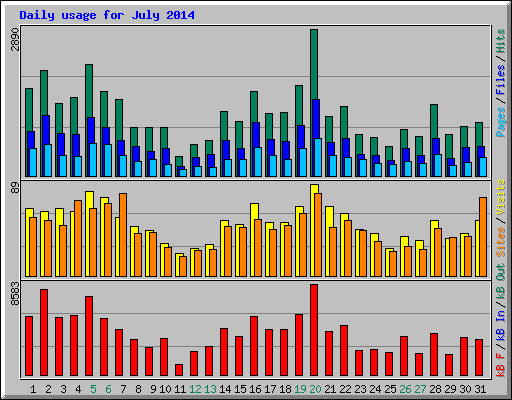 Daily usage for July 2014
2890
Pages / Files / Hits
89
Sites / Visits
8583
kB F / kB In / kB Out
1 2 3 4 5 6 7 8 9 10 11 12 13 14 15 16 17 18 19 20 21 22 23 24 25 26 27 28 29 30 31